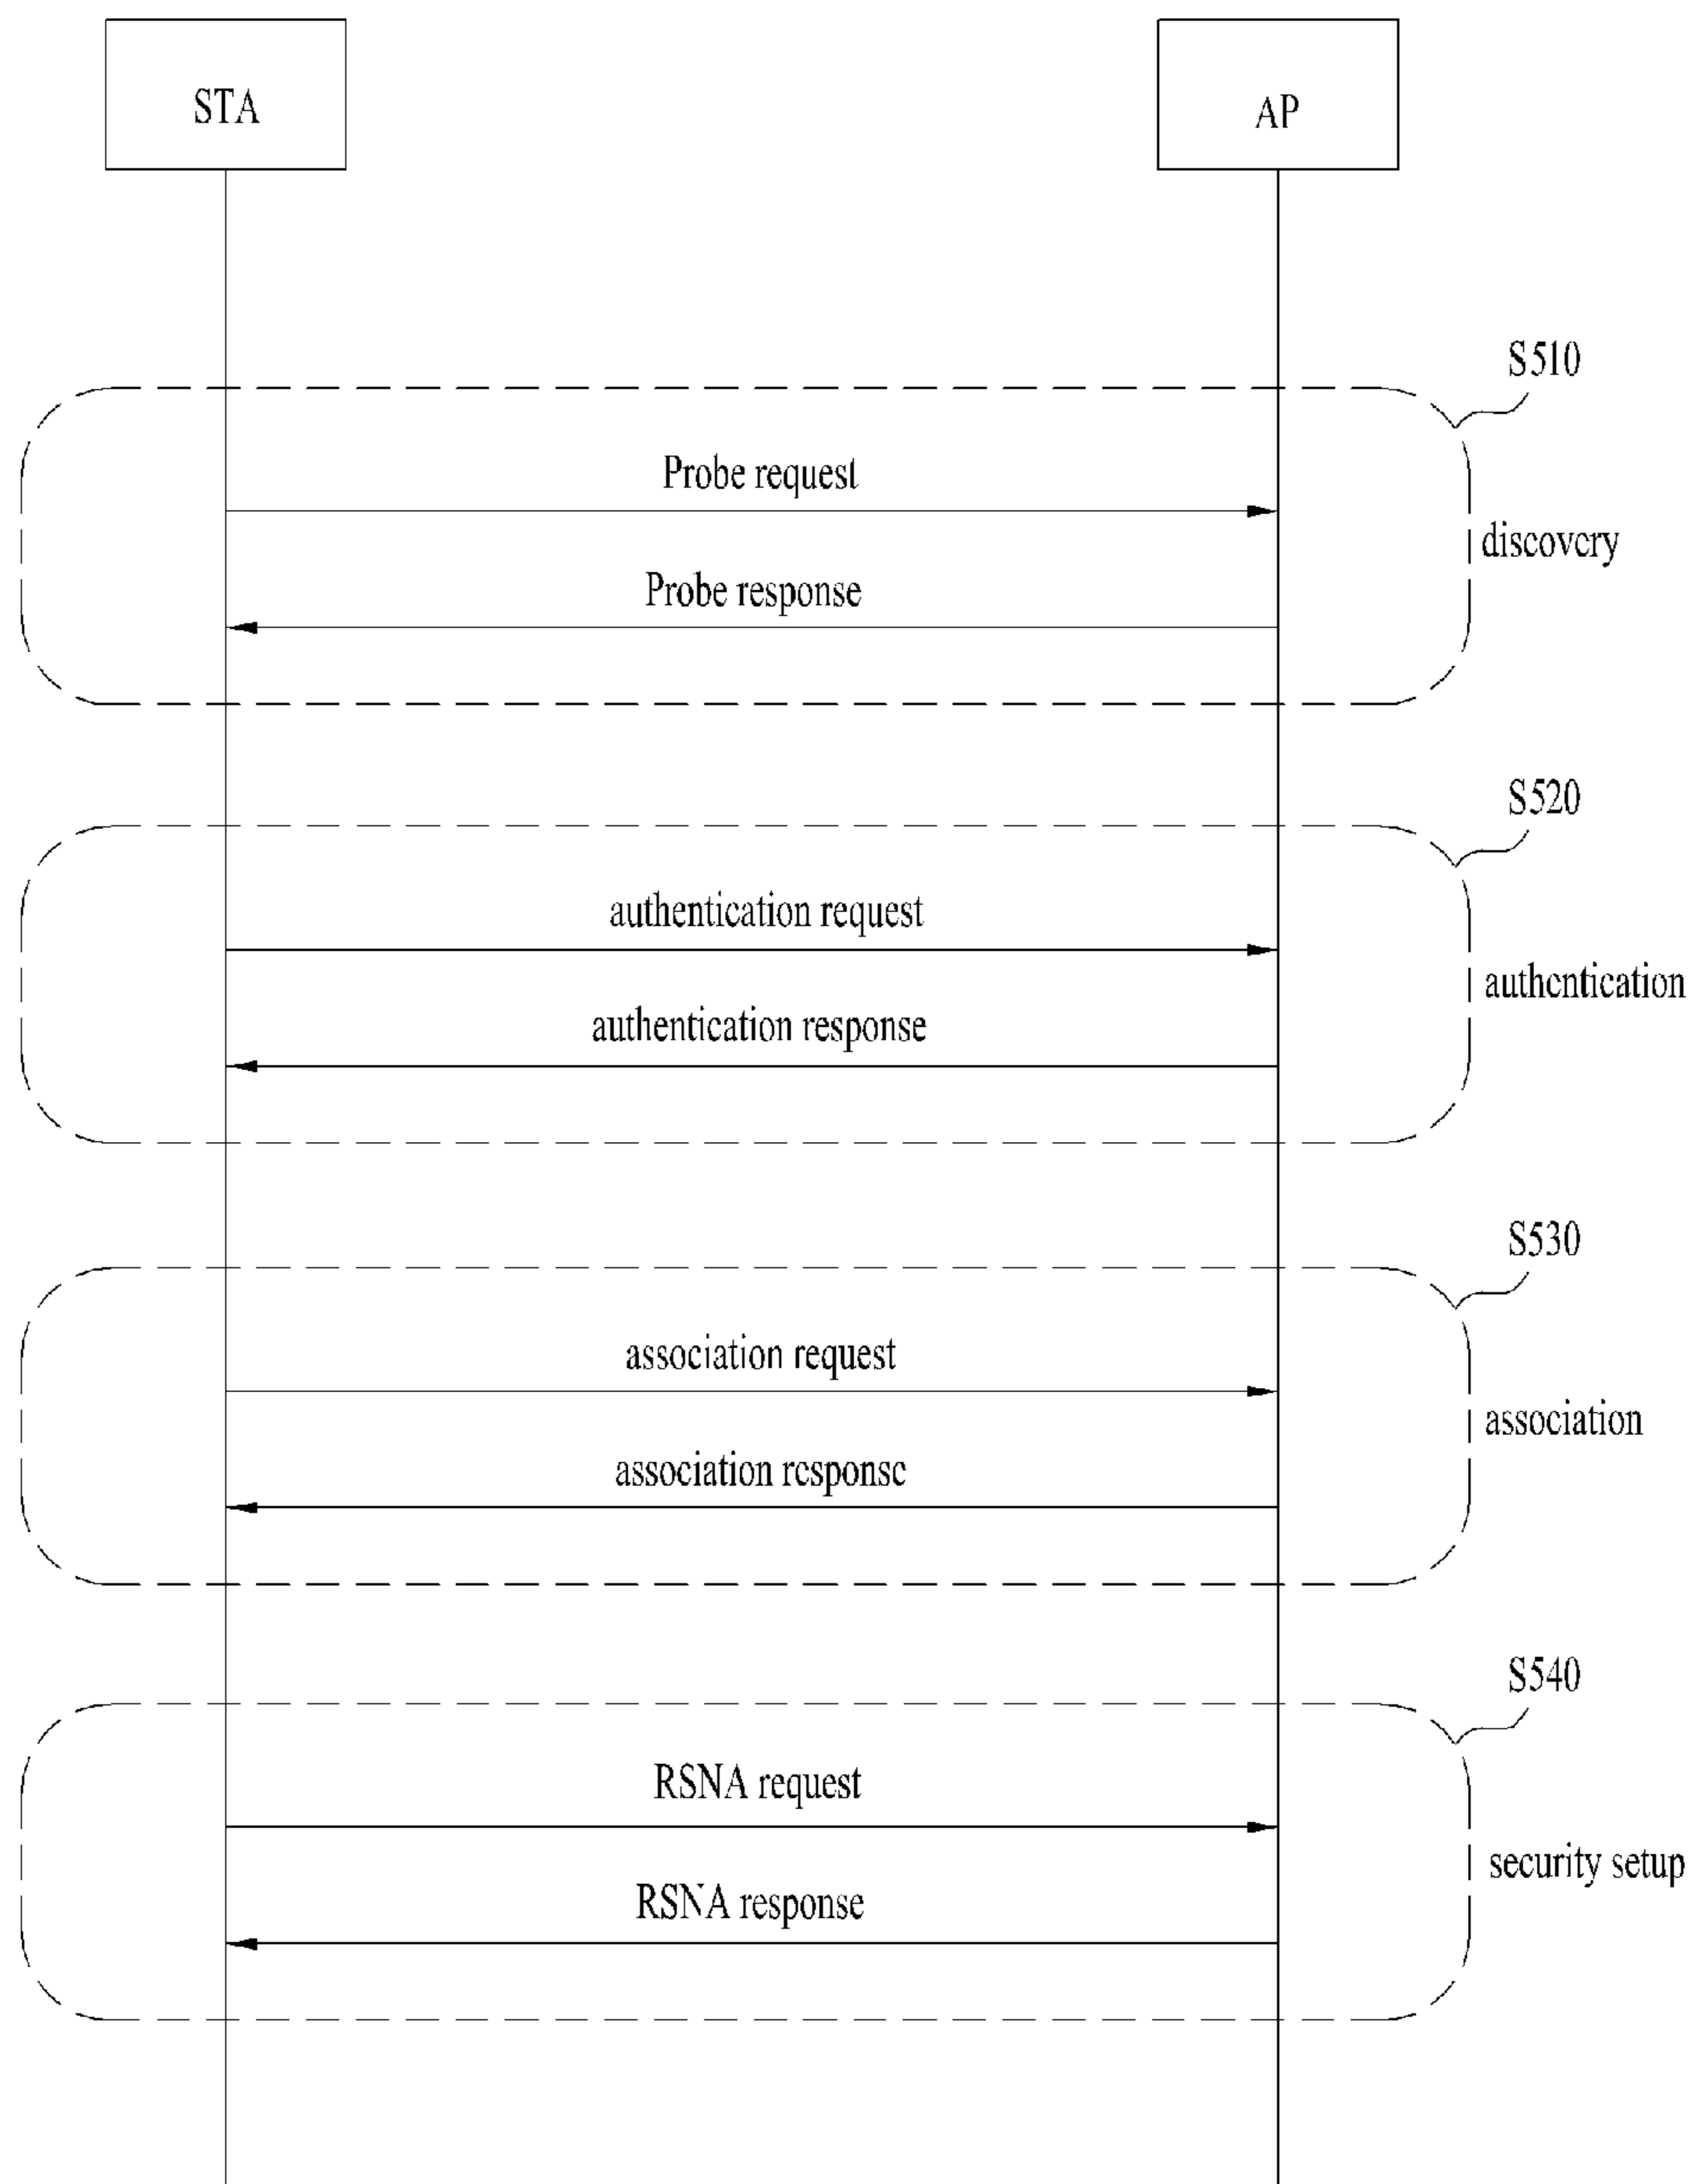 STA
AP
S510
Probe request
discovery
Probe response
S520
authentication request
authentication
authentication response
S530
association request
association
association response
S540
RSNA request
security setup
RSNA response